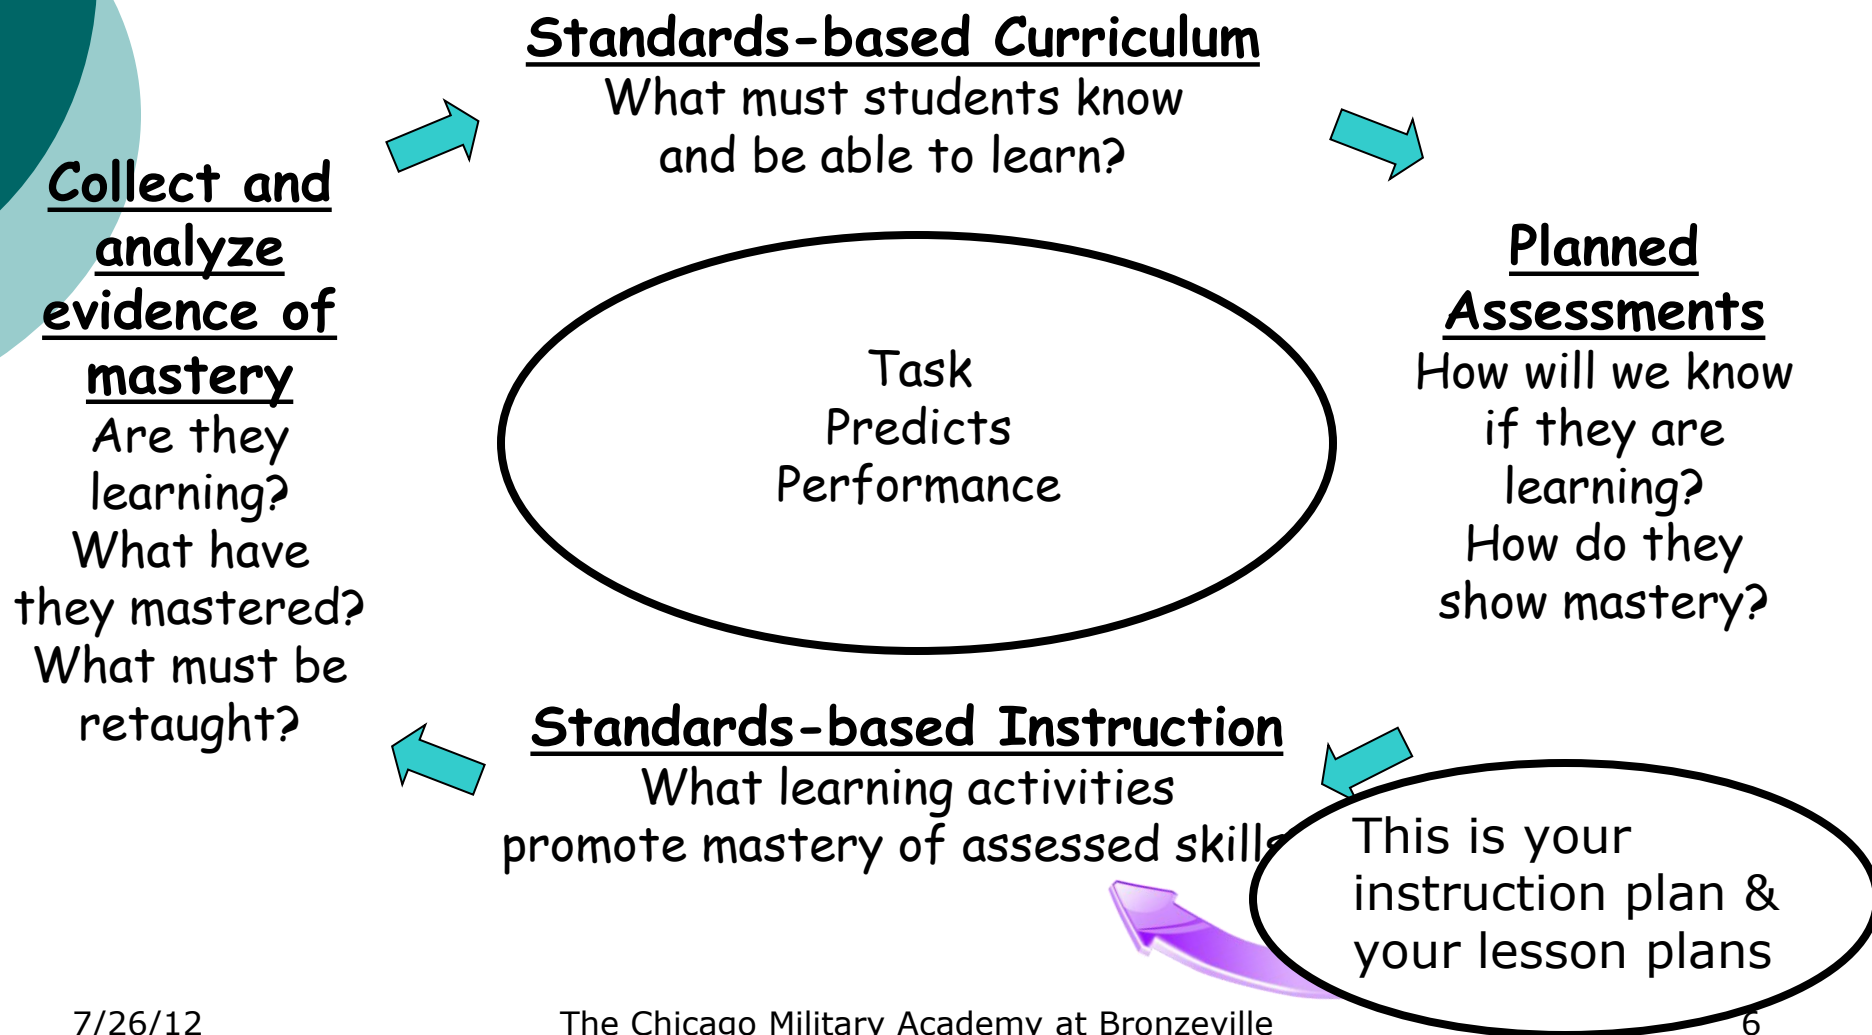 Standards-based Curriculum
What must students know
and be able to learn?
Collect and
analyze
evidence of
mastery
Are they
learning?
What have
they mastered?
What must be
retaught?
Task
Predicts
Performance
Planned
Assessments
How will we know
if they are
learning?
How do they
show mastery?
Standards-based Instruction
What learning activities
promote mastery of assessed skills
This is your
instruction plan &
your lesson plans
7/26/12
The Chicago Military Academy at Bronzeville
6